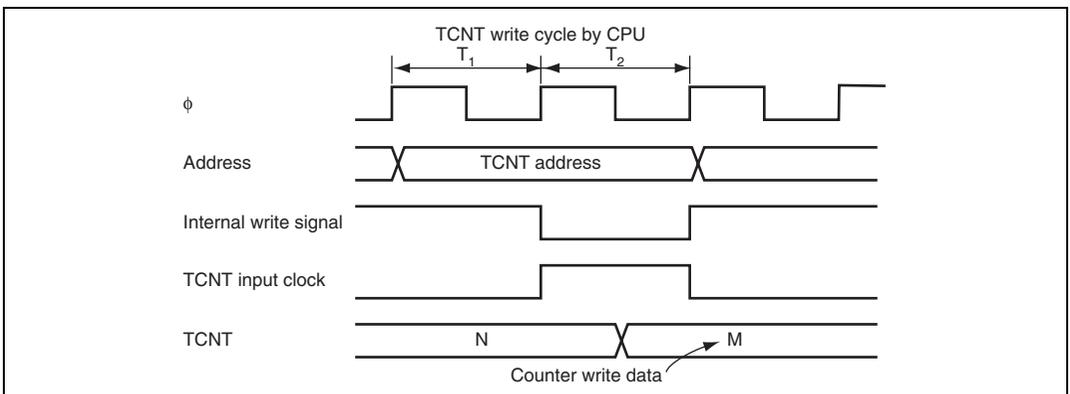 TCNT write cycle by CPU
T1 T2
ϕ
Address TCNT address
Internal write signal
TCNT input clock
TCNT N M
Counter write data